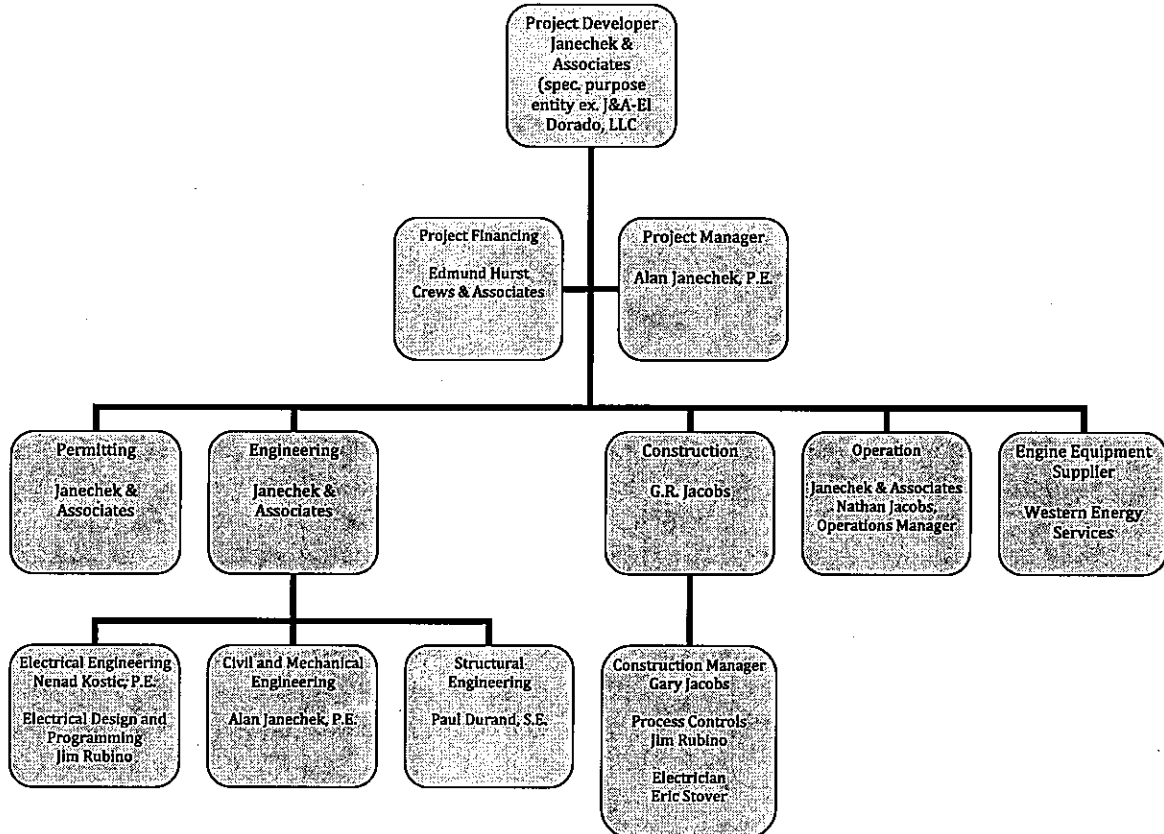 Project Developer
Janechek &
Associates
(spec. purpose
entity ex. J&A-El
Dorado, LLC
Project Financing
Edmund Hurst
Crews & Associates
Project Manager
Alan Janechek, P.E.
Permitting
Janechek &
Associates
Engineering
Janechek &
Associates
Construction
G.R. Jacobs
Operation
Janechek & Associates
Nathan Jacobs,
Operations Manager
Engine Equipment
Supplier
Western Energy
Services
Electrical Engineering
Nenad Kostic, P.E.
Electrical Design and
Programming
Jim Rubino
Civil and Mechanical
Engineering
Alan Janechek, P.E.
Structural
Engineering
Paul Durand, S.E.
Construction Manager
Gary Jacobs
Process Controls
Jim Rubino
Electrician
Eric Stover